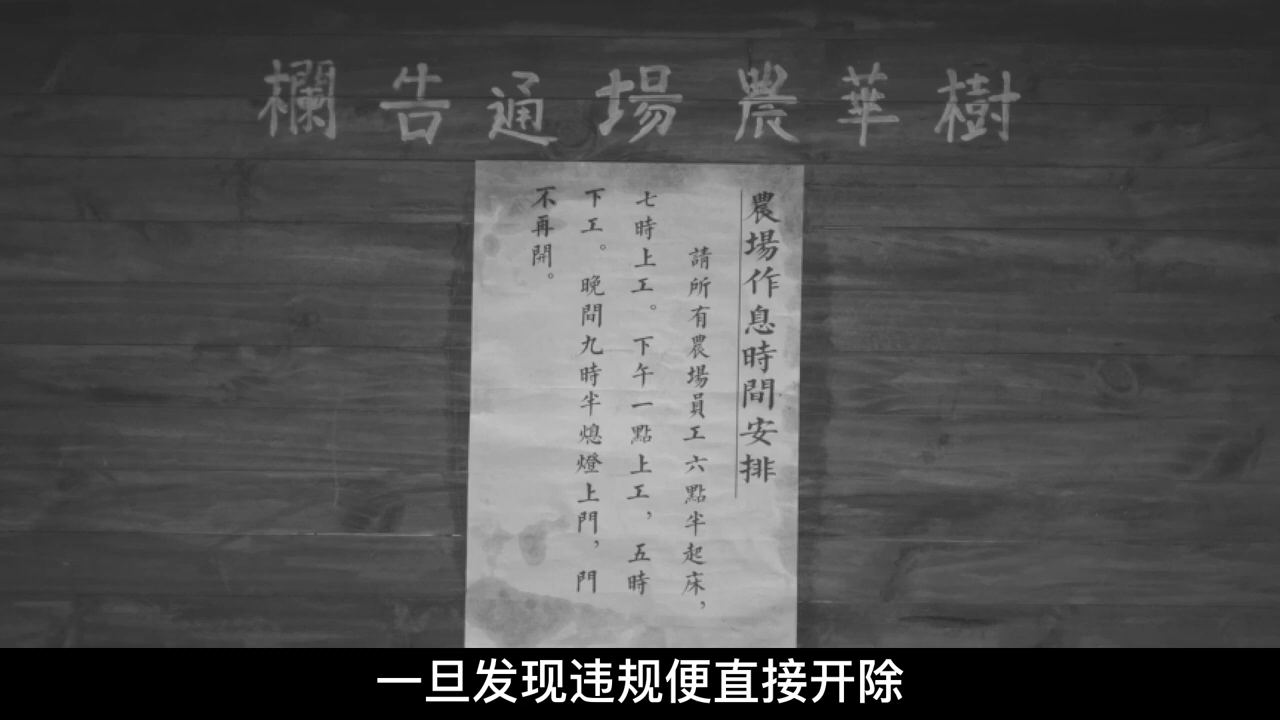 樹華農場通告欄
農場作息時間安排
請所有農場員工六點半起床，
七時上工。下午一點上工，五時
下工。晚間九時半熄燈上門，門
不再開。
一旦发现违规便直接开除